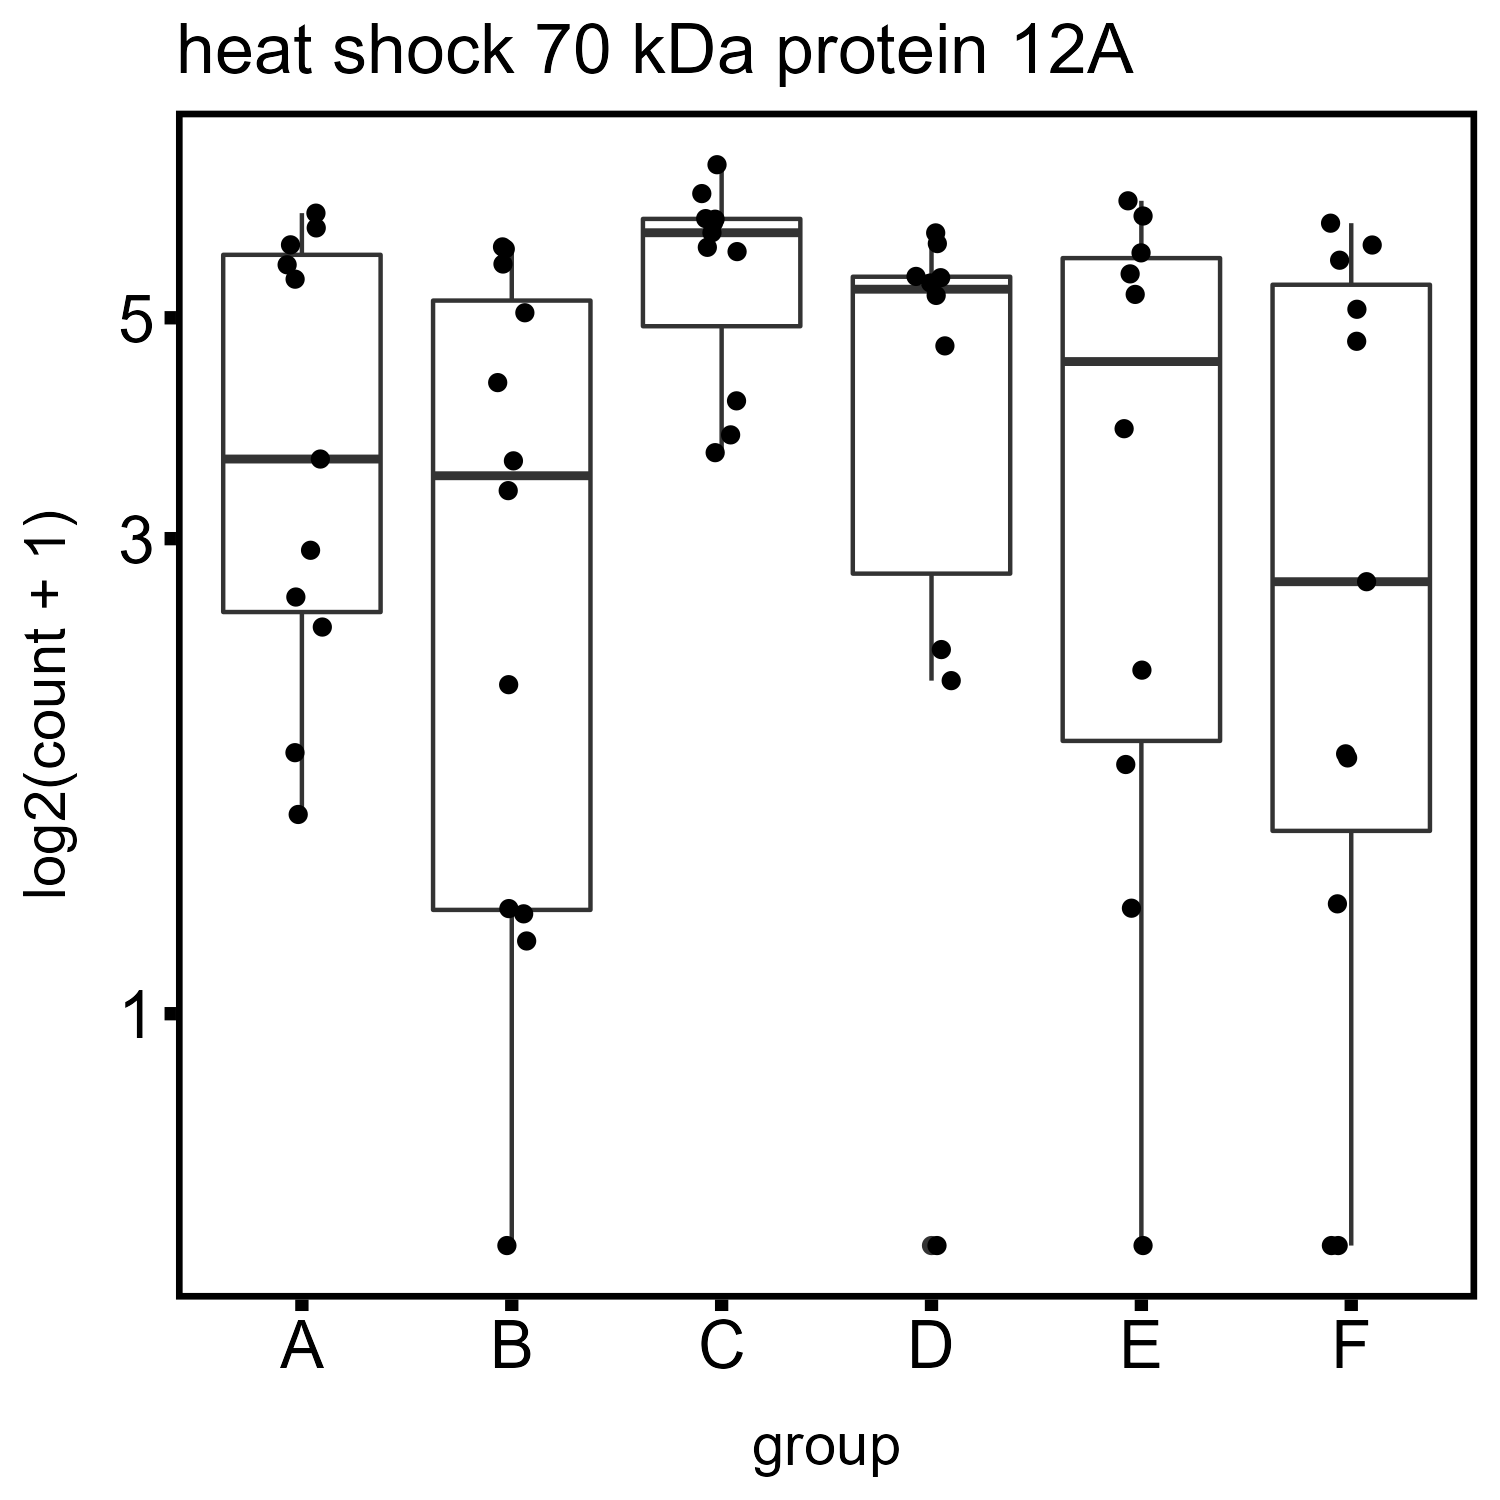 heat shock 70 kDa protein 12A
log2(count + 1)
5
3
1
A B C D E F
group